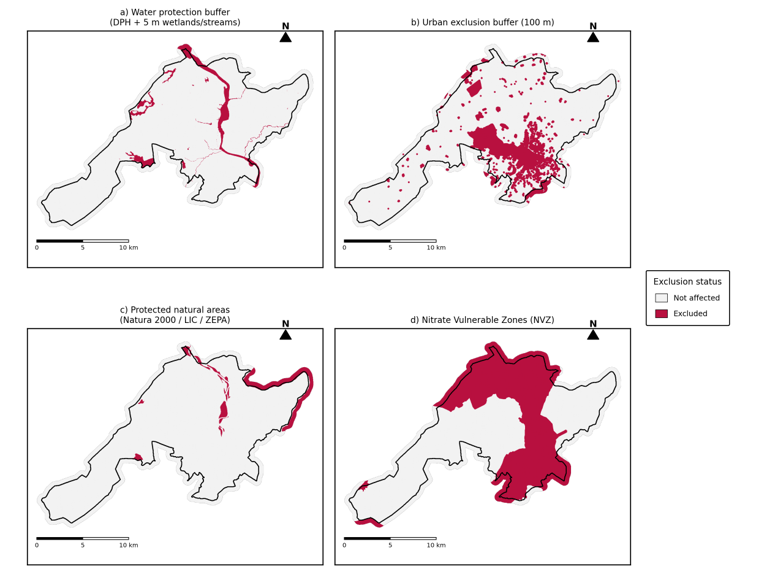 a) Water protection buffer
(DPH + 5 m wetlands/streams)
N
0 5 10 km
b) Urban exclusion buffer (100 m)
N
0 5 10 km
Exclusion status
Not affected
Excluded
c) Protected natural areas
(Natura 2000 / LIC / ZEPA)
N
0 5 10 km
d) Nitrate Vulnerable Zones (NVZ)
N
0 5 10 km